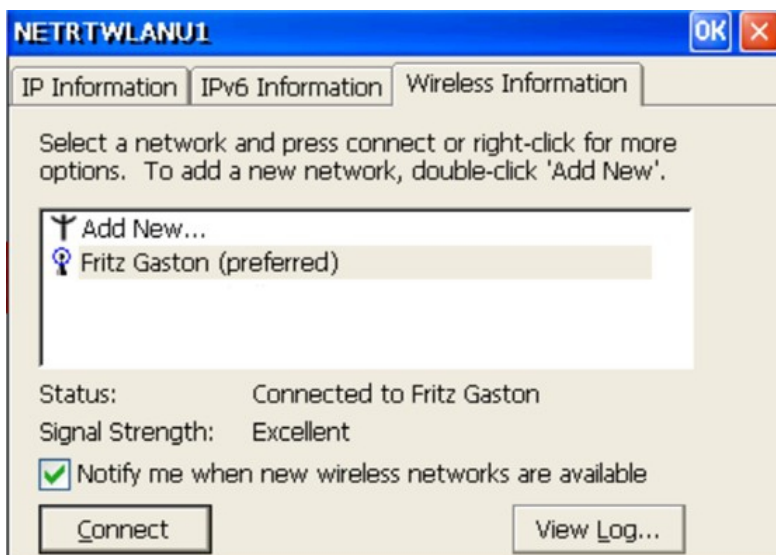 NETRTWLANU1 OK
IP Information IPv6 Information Wireless Information
Select a network and press connect or right-click for more
options. To add a new network, double-click 'Add New'.
Add New...
Fritz Gaston (preferred)
Status: Connected to Fritz Gaston
Signal Strength: Excellent
Notify me when new wireless networks are available
Connect View Log...